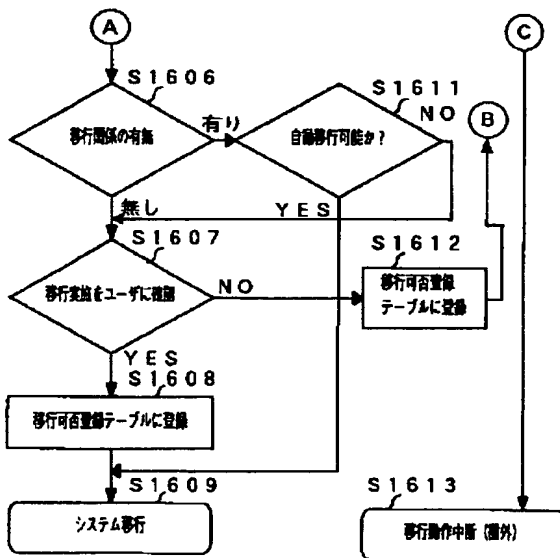 A
C
S1606
S1611
移行関係の有無
有り
自動移行可能か?
NO
B
無し
YES
S1607
S1612
移行実施をユーザに確認
NO
移行可否登録
テーブルに登録
YES
S1608
移行可否登録テーブルに登録
S1609
S1613
システム移行
移行動作中断(圏外)